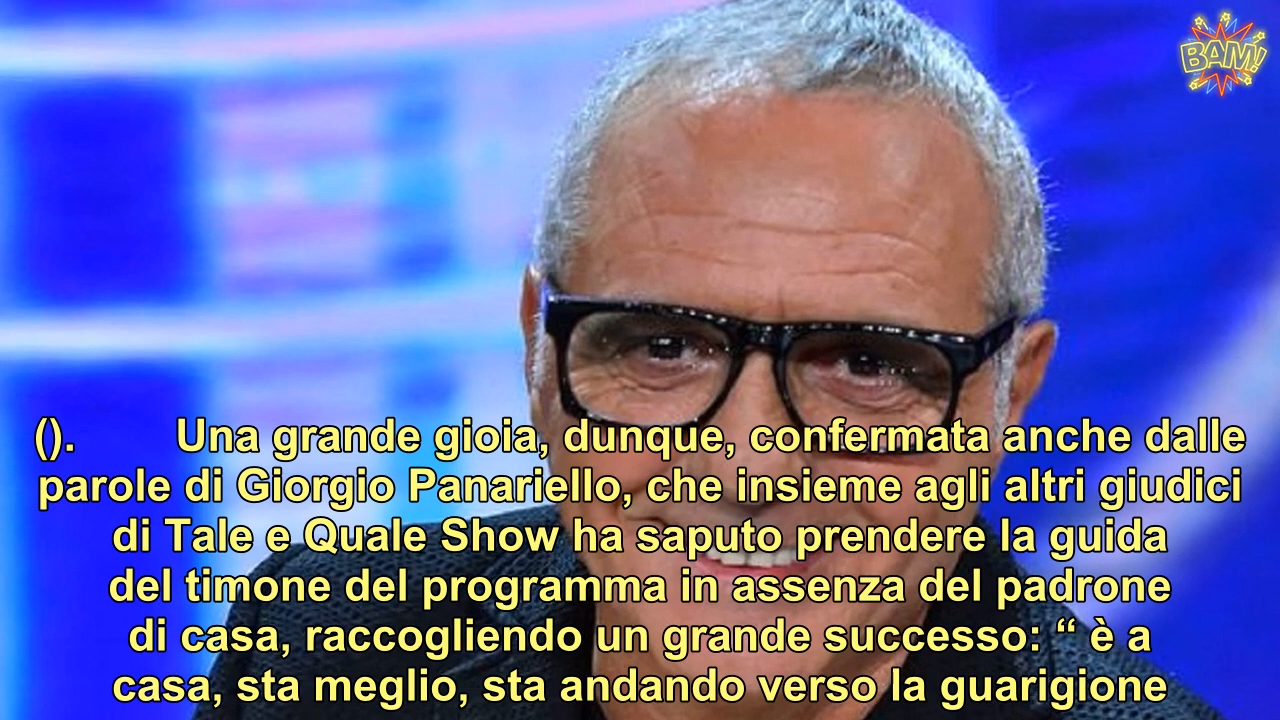 BAM!
(). Una grande gioia, dunque, confermata anche dalle
parole di Giorgio Panariello, che insieme agli altri giudici
di Tale e Quale Show ha saputo prendere la guida
del timone del programma in assenza del padrone
di casa, raccogliendo un grande successo: “ è a
casa, sta meglio, sta andando verso la guarigione